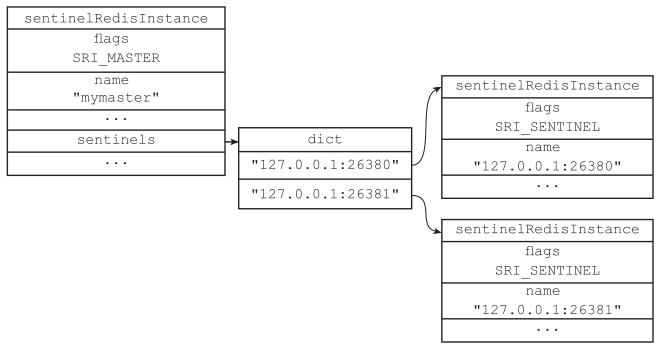 sentinelRedisInstance
flags
SRI_MASTER
name
"mymaster"
...
sentinels
...
dict
"127.0.0.1:26380"
"127.0.0.1:26381"
sentinelRedisInstance
flags
SRI_SENTINEL
name
"127.0.0.1:26380"
...
sentinelRedisInstance
flags
SRI_SENTINEL
name
"127.0.0.1:26381"
...